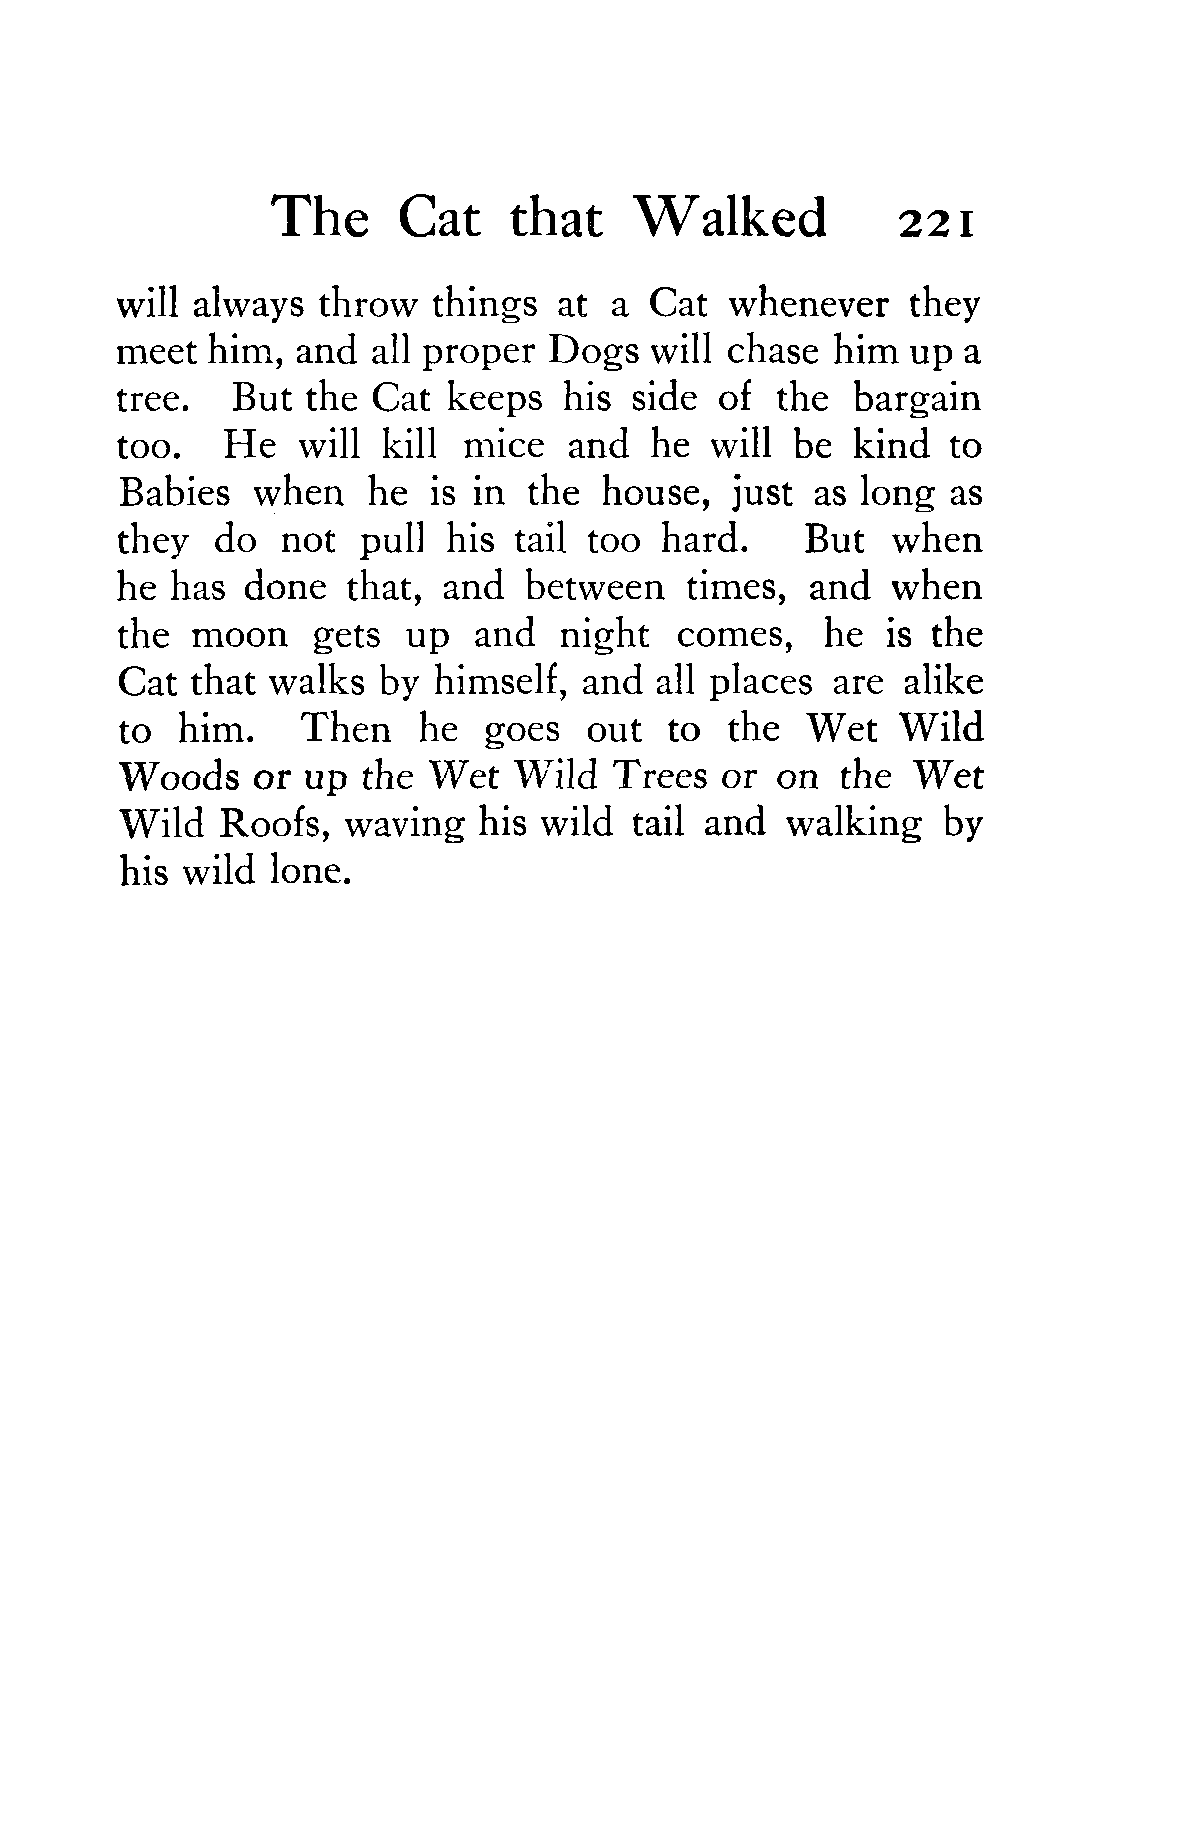 The Cat that Walked 221
will always throw things at a Cat whenever they
meet him, and all proper Dogs will chase him up a
tree. But the Cat keeps his side of the bargain
too. He will kill mice and he will be kind to
Babies when he is in the house, just as long as
they do not pull his tail too hard. But when
he has done that, and between times, and when
the moon gets up and night comes, he is the
Cat that walks by himself, and all places are alike
to him. Then he goes out to the Wet Wild
Woods or up the Wet Wild Trees or on the Wet
Wild Roofs, waving his wild tail and walking by
his wild lone.